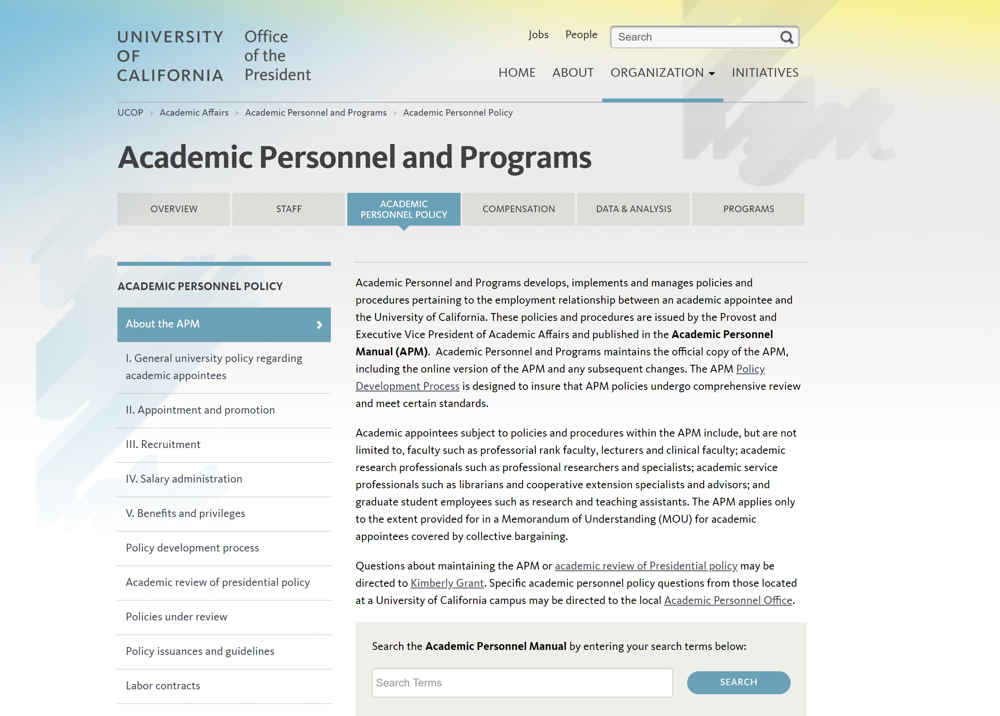 UNIVERSITY
OF
CALIFORNIA
Office
of the
President
Jobs People Search
HOME ABOUT ORGANIZATION INITIATIVES
UCOP > Academic Affairs > Academic Personnel and Programs > Academic Personnel Policy
Academic Personnel and Programs
OVERVIEW
STAFF
ACADEMIC
PERSONNEL POLICY
COMPENSATION
DATA & ANALYSIS
PROGRAMS
ACADEMIC PERSONNEL POLICY
About the APM
I. General university policy regarding
academic appointees
II. Appointment and promotion
III. Recruitment
IV. Salary administration
V. Benefits and privileges
Policy development process
Academic review of presidential policy
Policies under review
Policy issuances and guidelines
Labor contracts
Academic Personnel and Programs develops, implements and manages policies and
procedures pertaining to the employment relationship between an academic appointee and
the University of California. These policies and procedures are issued by the Provost and
Executive Vice President of Academic Affairs and published in the Academic Personnel
Manual (APM).  Academic Personnel and Programs maintains the official copy of the APM,
including the online version of the APM and any subsequent changes. The APM Policy
Development Process is designed to insure that APM policies undergo comprehensive review
and meet certain standards.
Academic appointees subject to policies and procedures within the APM include, but are not
limited to, faculty such as professorial rank faculty, lecturers and clinical faculty; academic
research professionals such as professional researchers and specialists; academic service
professionals such as librarians and cooperative extension specialists and advisors; and
graduate student employees such as research and teaching assistants. The APM applies only
to the extent provided for in a Memorandum of Understanding (MOU) for academic
appointees covered by collective bargaining.
Questions about maintaining the APM or academic review of Presidential policy may be
directed to Kimberly Grant. Specific academic personnel policy questions from those located
at a University of California campus may be directed to the local Academic Personnel Office.
Search the Academic Personnel Manual by entering your search terms below:
Search Terms
SEARCH